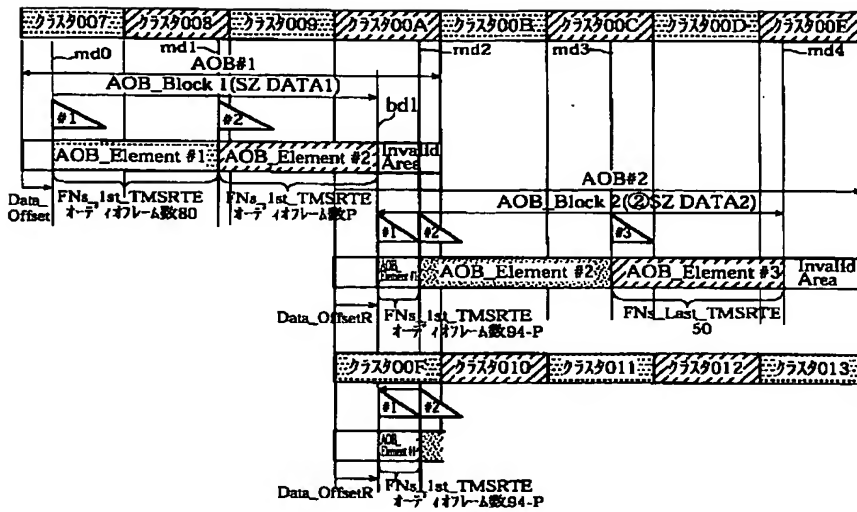 クラスタ007 クラスタ008 クラスタ009 クラスタ00A クラスタ00B クラスタ00C クラスタ00D クラスタ00E
md0 md1 md2 md3 md4
AOB#1
AOB_Block 1(SZ DATA1)
bd1
#1 #2
AOB_Element #1 AOB_Element #2 Invalid Area
AOB#2
Data_Offset FNs_1st_TMSRTE オーディオフレーム数80 FNs_1st_TMSRTE オーディオフレーム数P
AOB_Block 2(②SZ DATA2)
#1 #2 #3
AOB_Element #2 AOB_Element #3 Invalid Area
Data_OffsetR FNs_1st_TMSRTE オーディオフレーム数94-P
FNs_Last_TMSRTE 50
クラスタ00F クラスタ010 クラスタ011 クラスタ012 クラスタ013
#1 #2
Data_OffsetR FNs_1st_TMSRTE オーディオフレーム数94-P